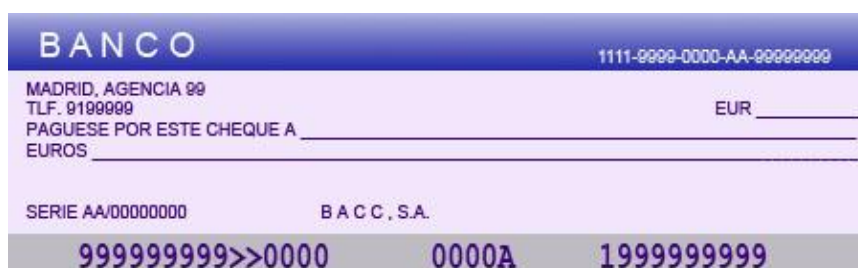 BANCO
1111-9999-0000-AA-99999999
MADRID, AGENCIA 99
TLF. 9199999
EUR
PAGUESE POR ESTE CHEQUE A
EUROS
SERIE AA/00000000 BACC, S.A.
999999999>>0000 0000A 1999999999